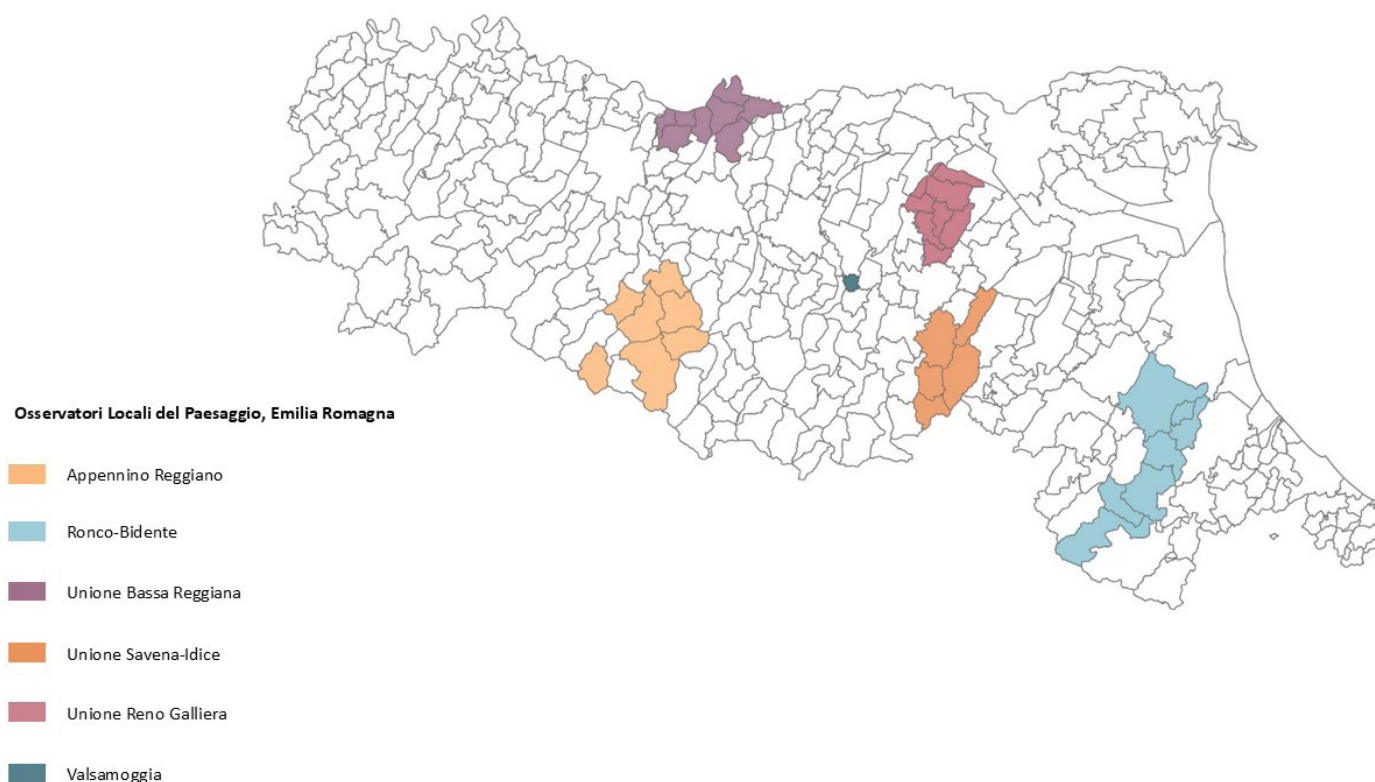 Osservatori Locali del Paesaggio, Emilia Romagna
Appennino Reggiano
Ronco-Bidente
Unione Bassa Reggiana
Unione Savena-Idice
Unione Reno Galliera
Valsamoggia